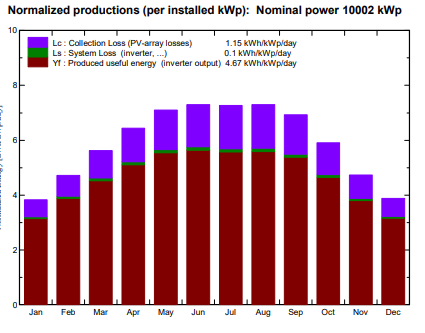 Normalized productions (per installed kWp):  Nominal power 10002 kWp
10
Lc : Collection Loss (PV-array losses) 1.15 kWh/kWp/day
Ls : System Loss (inverter, ...) 0.1 kWh/kWp/day
Yf : Produced useful energy (inverter output) 4.67 kWh/kWp/day
8
6
4
2
0
Jan Feb Mar Apr May Jun Jul Aug Sep Oct Nov Dec